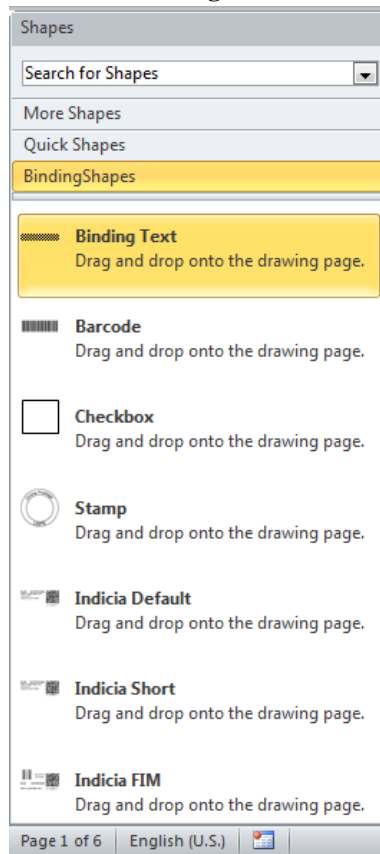 Shapes
Search for Shapes
More Shapes
Quick Shapes
BindingShapes
Binding Text
Drag and drop onto the drawing page.
Barcode
Drag and drop onto the drawing page.
Checkbox
Drag and drop onto the drawing page.
Stamp
Drag and drop onto the drawing page.
Indicia Default
Drag and drop onto the drawing page.
Indicia Short
Drag and drop onto the drawing page.
Indicia FIM
Drag and drop onto the drawing page.
Page 1 of 6 English (U.S.)